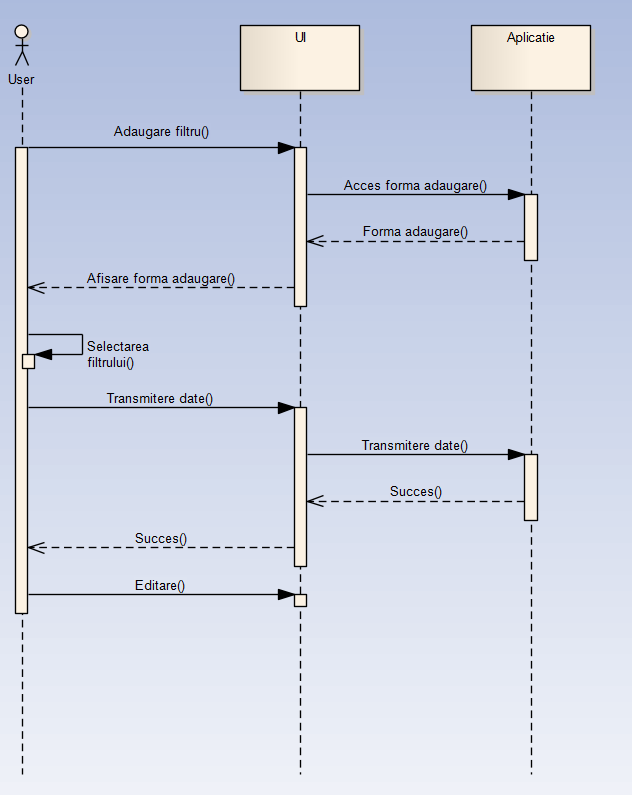 User
UI
Aplicatie
Adaugare filtru()
Acces forma adaugare()
Forma adaugare()
Afisare forma adaugare()
Selectarea
filtrului()
Transmitere date()
Transmitere date()
Succes()
Succes()
Editare()